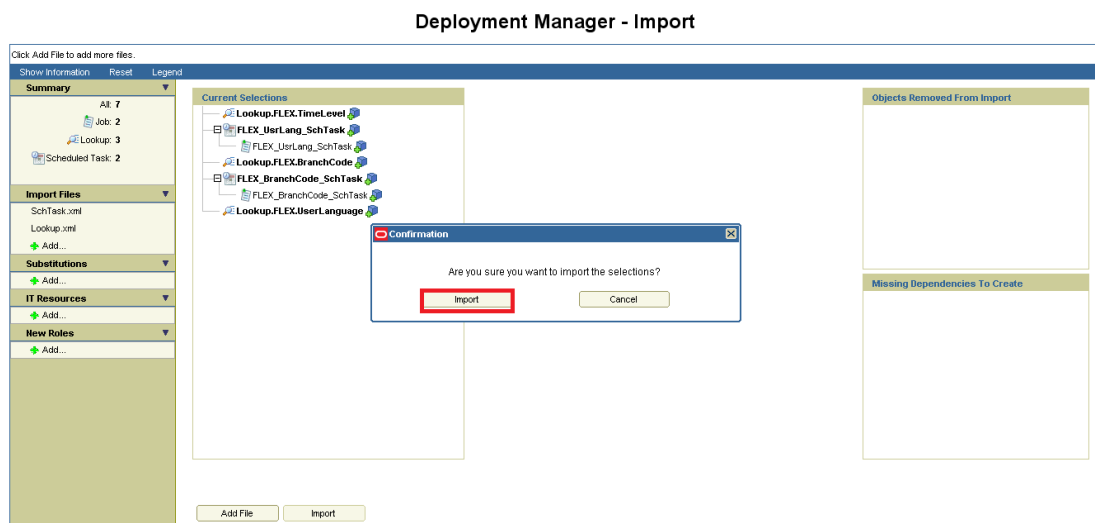 Deployment Manager - Import
Click Add File to add more files.
Show Information Reset Legend
Summary
All: 7
Job: 2
Lookup: 3
Scheduled Task: 2
Import Files
SchTask.xml
Lookup.xml
Add...
Substitutions
Add...
IT Resources
Add...
New Roles
Add...
Current Selections
Lookup.FLEX.TimeLevel
FLEX_UsrLang_SchTask
FLEX_UsrLang_SchTask
Lookup.FLEX.BranchCode
FLEX_BranchCode_SchTask
FLEX_BranchCode_SchTask
Lookup.FLEX.UserLanguage
Confirmation
Are you sure you want to import the selections?
Import Cancel
Objects Removed From Import
Missing Dependencies To Create
Add File Import